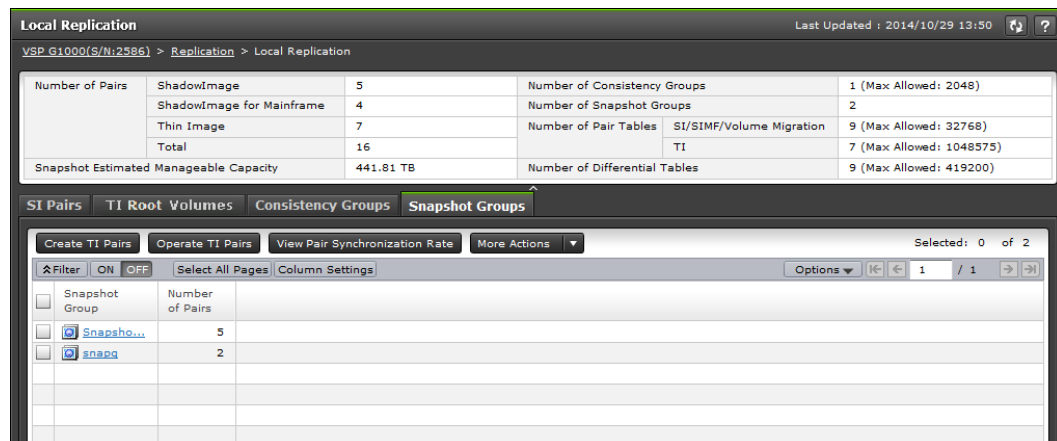 Local Replication
Last Updated : 2014/10/29 13:50
?
VSP G1000(S/N:2586) > Replication > Local Replication
Number of Pairs
ShadowImage
5
Number of Consistency Groups
1 (Max Allowed: 2048)
ShadowImage for Mainframe
4
Number of Snapshot Groups
2
Thin Image
7
Number of Pair Tables
SI/SIMF/Volume Migration
9 (Max Allowed: 32768)
Total
16
TI
7 (Max Allowed: 1048575)
Snapshot Estimated Manageable Capacity
441.81 TB
Number of Differential Tables
9 (Max Allowed: 419200)
SI Pairs
TI Root Volumes
Consistency Groups
Snapshot Groups
Create TI Pairs
Operate TI Pairs
View Pair Synchronization Rate
More Actions
Selected: 0 of 2
Filter
ON
OFF
Select All Pages
Column Settings
Options
1
/ 1
Snapshot
Group
Number
of Pairs
Snapsho...
5
snapg
2